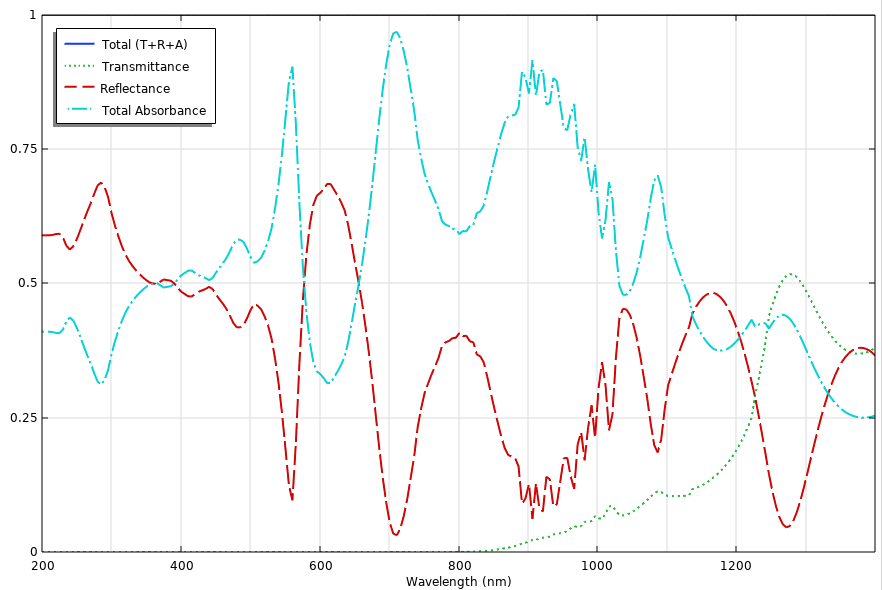 1
Total (T+R+A)
Transmittance
Reflectance
Total Absorbance
0.75
0.5
0.25
0
200 400 600 800 1000 1200
Wavelength (nm)